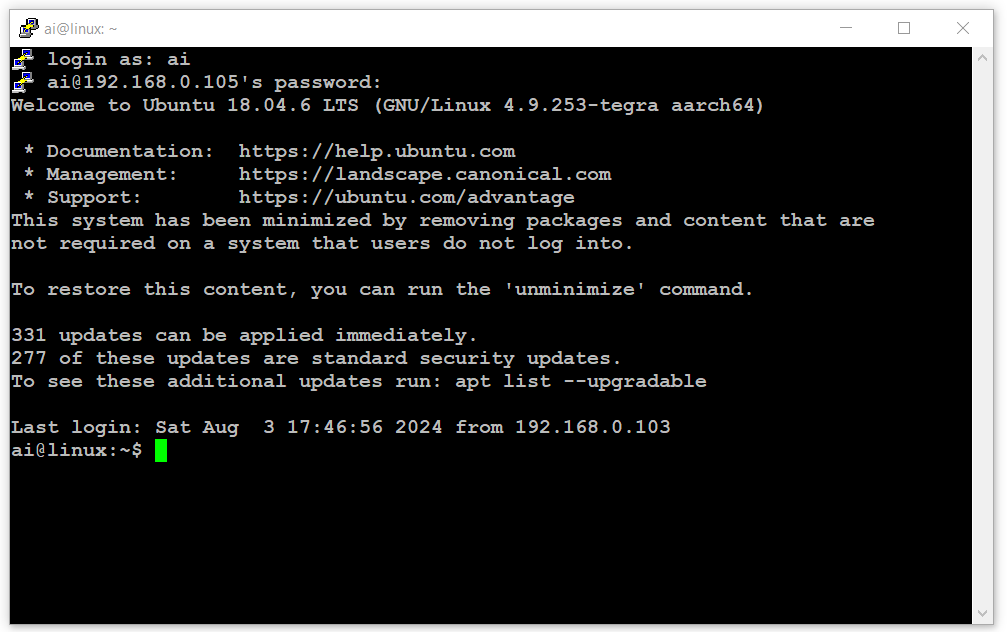 ai@linux: ~
login as: ai
ai@192.168.0.105's password:
Welcome to Ubuntu 18.04.6 LTS (GNU/Linux 4.9.253-tegra aarch64)
 * Documentation:  https://help.ubuntu.com
 * Management:     https://landscape.canonical.com
 * Support:        https://ubuntu.com/advantage
This system has been minimized by removing packages and content that are
not required on a system that users do not log into.
To restore this content, you can run the 'unminimize' command.
331 updates can be applied immediately.
277 of these updates are standard security updates.
To see these additional updates run: apt list --upgradable
Last login: Sat Aug  3 17:46:56 2024 from 192.168.0.103
ai@linux:~$